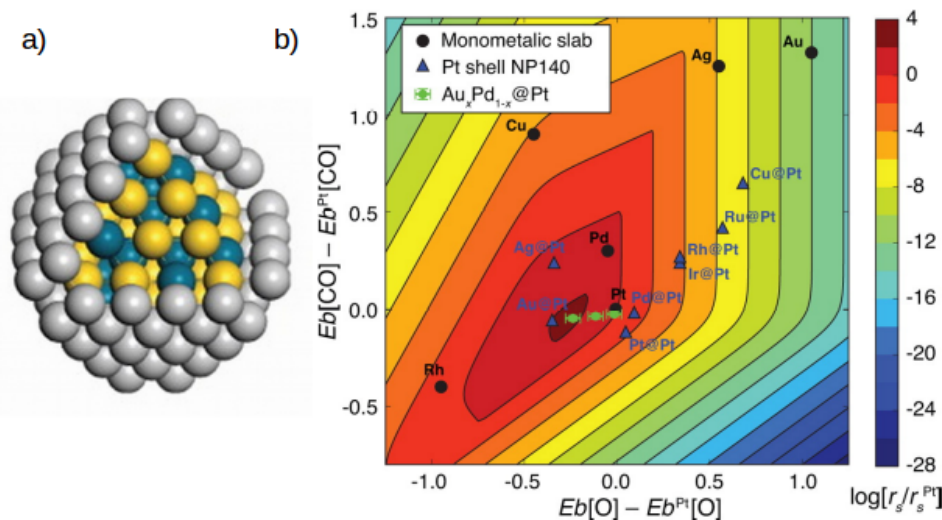 a)
b)
Monometalic slab
Pt shell NP140
AuₓPd₁₋ₓ@Pt
1.5
1.0
0.5
0.0
-0.5
Eb[CO] – Ebᴾᵗ[CO]
-1.0 -0.5 0.0 0.5 1.0
Eb[O] – Ebᴾᵗ[O]
Au
Ag
Cu
Cu@Pt
Ru@Pt
Pd
Rh@Pt
Ag@Pt
Ir@Pt
Pt
Pd@Pt
Au@Pt
Pt@Pt
Rh
4
0
-4
-8
-12
-16
-20
-24
-28
log[rₛ/rₛᴾᵗ]